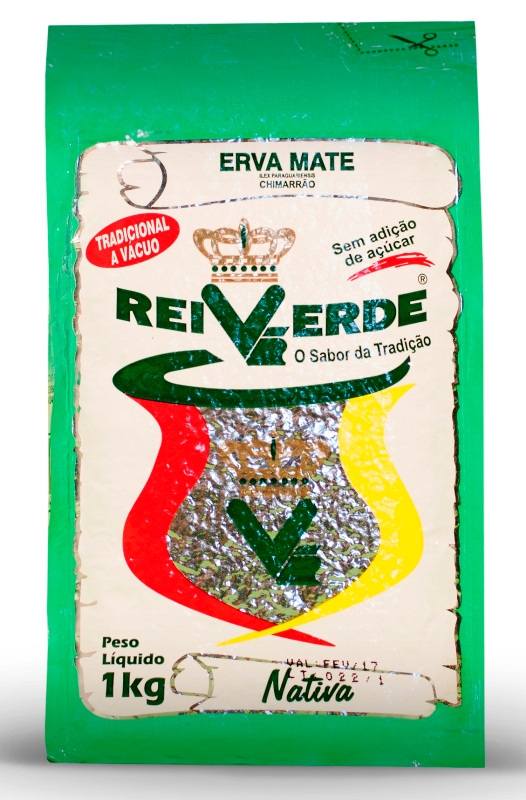 ERVA MATE
ILEX PARAGUARIENSIS
CHIMARRÃO
TRADICIONAL
A VÁCUO
Sem adição
de açúcar
REI VERDE
®
O Sabor da Tradição
Peso
Líquido
1kg
VAL:FEV/17
Nativa